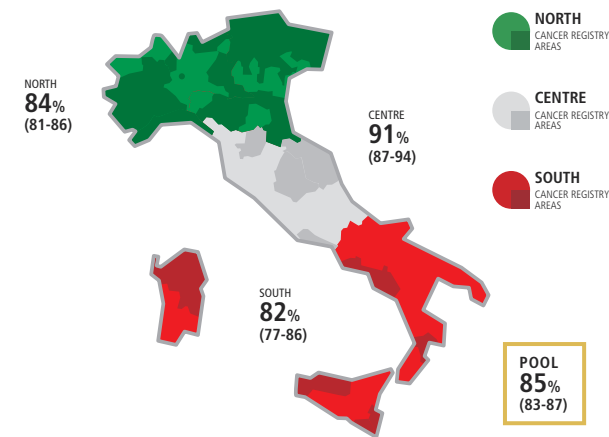 NORTH
CANCER REGISTRY
AREAS
CENTRE
CANCER REGISTRY
AREAS
SOUTH
CANCER REGISTRY
AREAS
NORTH
84%
(81-86)
CENTRE
91%
(87-94)
SOUTH
82%
(77-86)
POOL
85%
(83-87)